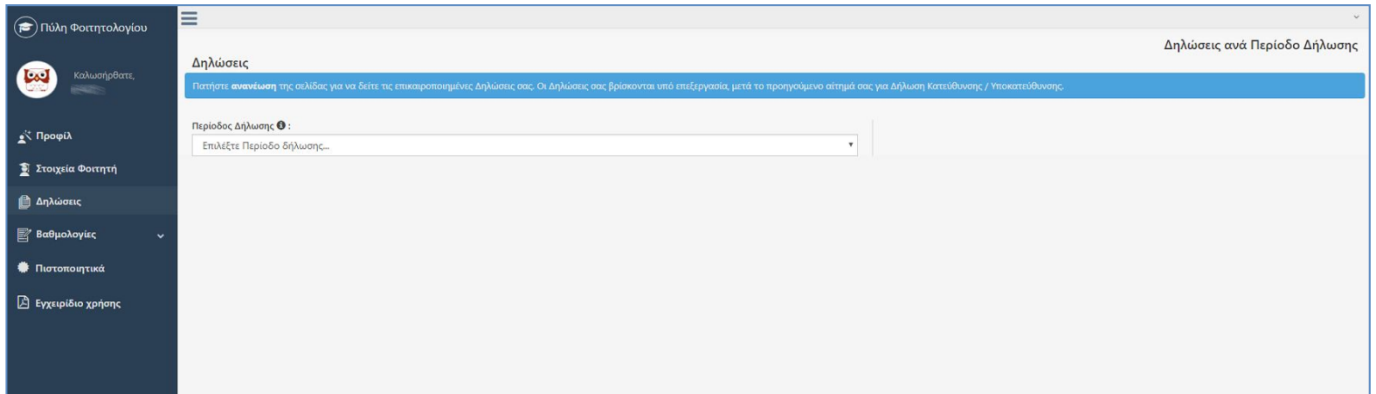 Πύλη Φοιτητολογίου
Καλωσήρθατε,
Προφίλ
Στοιχεία Φοιτητή
Δηλώσεις
Βαθμολογίες
Πιστοποιητικά
Εγχειρίδιο χρήσης
Δηλώσεις ανά Περίοδο Δήλωσης
Δηλώσεις
Πατήστε ανανέωση της σελίδας για να δείτε τις επικαιροποιημένες Δηλώσεις σας. Οι Δηλώσεις σας βρίσκονται υπό επεξεργασία, μετά το προηγούμενο αίτημά σας για Δήλωση Κατεύθυνσης / Υποκατεύθυνσης.
Περίοδος Δήλωσης :
Επιλέξτε Περίοδο δήλωσης...